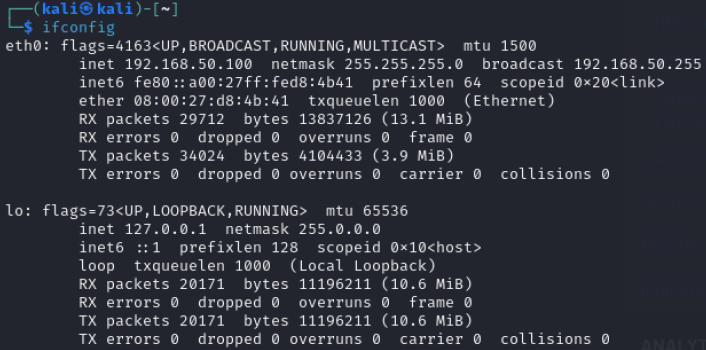 ┌──(kali㉿kali)-[~]
└─$ ifconfig
eth0: flags=4163<UP,BROADCAST,RUNNING,MULTICAST>  mtu 1500
        inet 192.168.50.100  netmask 255.255.255.0  broadcast 192.168.50.255
        inet6 fe80::a00:27ff:fed8:4b41  prefixlen 64  scopeid 0×20<link>
        ether 08:00:27:d8:4b:41  txqueuelen 1000  (Ethernet)
        RX packets 29712  bytes 13837126 (13.1 MiB)
        RX errors 0  dropped 0  overruns 0  frame 0
        TX packets 34024  bytes 4104433 (3.9 MiB)
        TX errors 0  dropped 0 overruns 0  carrier 0  collisions 0

lo: flags=73<UP,LOOPBACK,RUNNING>  mtu 65536
        inet 127.0.0.1  netmask 255.0.0.0
        inet6 ::1  prefixlen 128  scopeid 0×10<host>
        loop  txqueuelen 1000  (Local Loopback)
        RX packets 20171  bytes 11196211 (10.6 MiB)
        RX errors 0  dropped 0  overruns 0  frame 0
        TX packets 20171  bytes 11196211 (10.6 MiB)
        TX errors 0  dropped 0 overruns 0  carrier 0  collisions 0
ANALYT